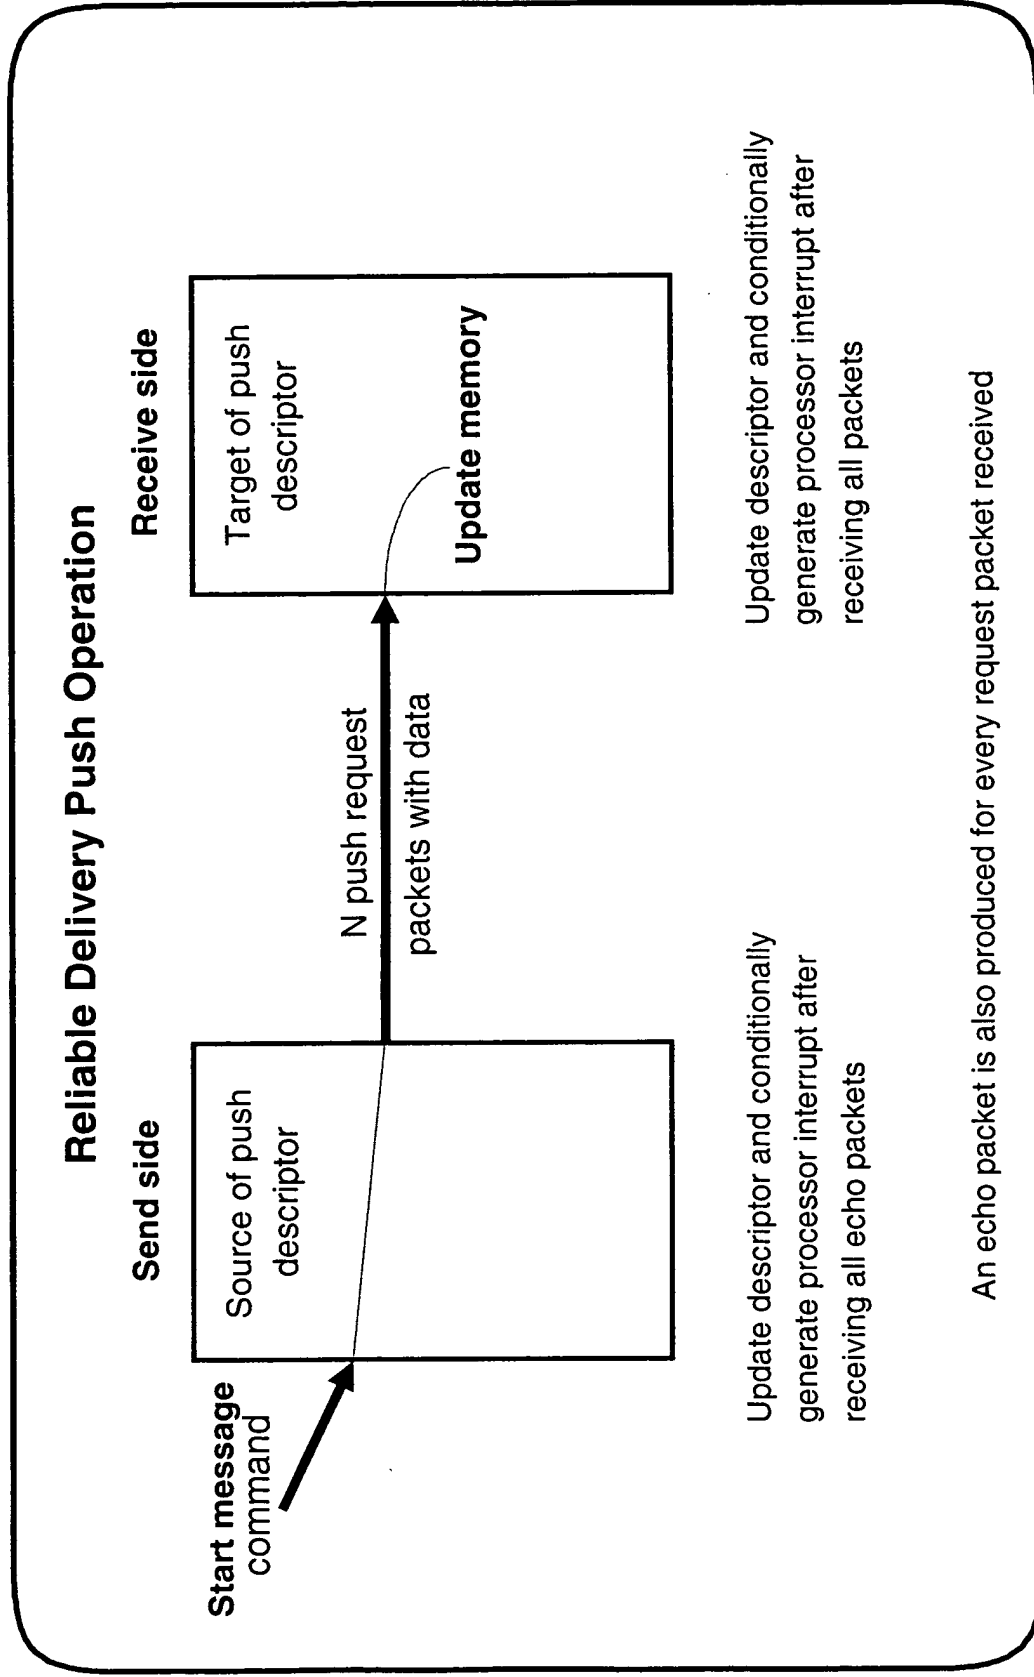 Reliable Delivery Push Operation
Send side
Receive side
Start message
command
Source of push
descriptor
N push request
packets with data
Target of push
descriptor
Update memory
Update descriptor and conditionally
generate processor interrupt after
receiving all echo packets
Update descriptor and conditionally
generate processor interrupt after
receiving all packets
An echo packet is also produced for every request packet received